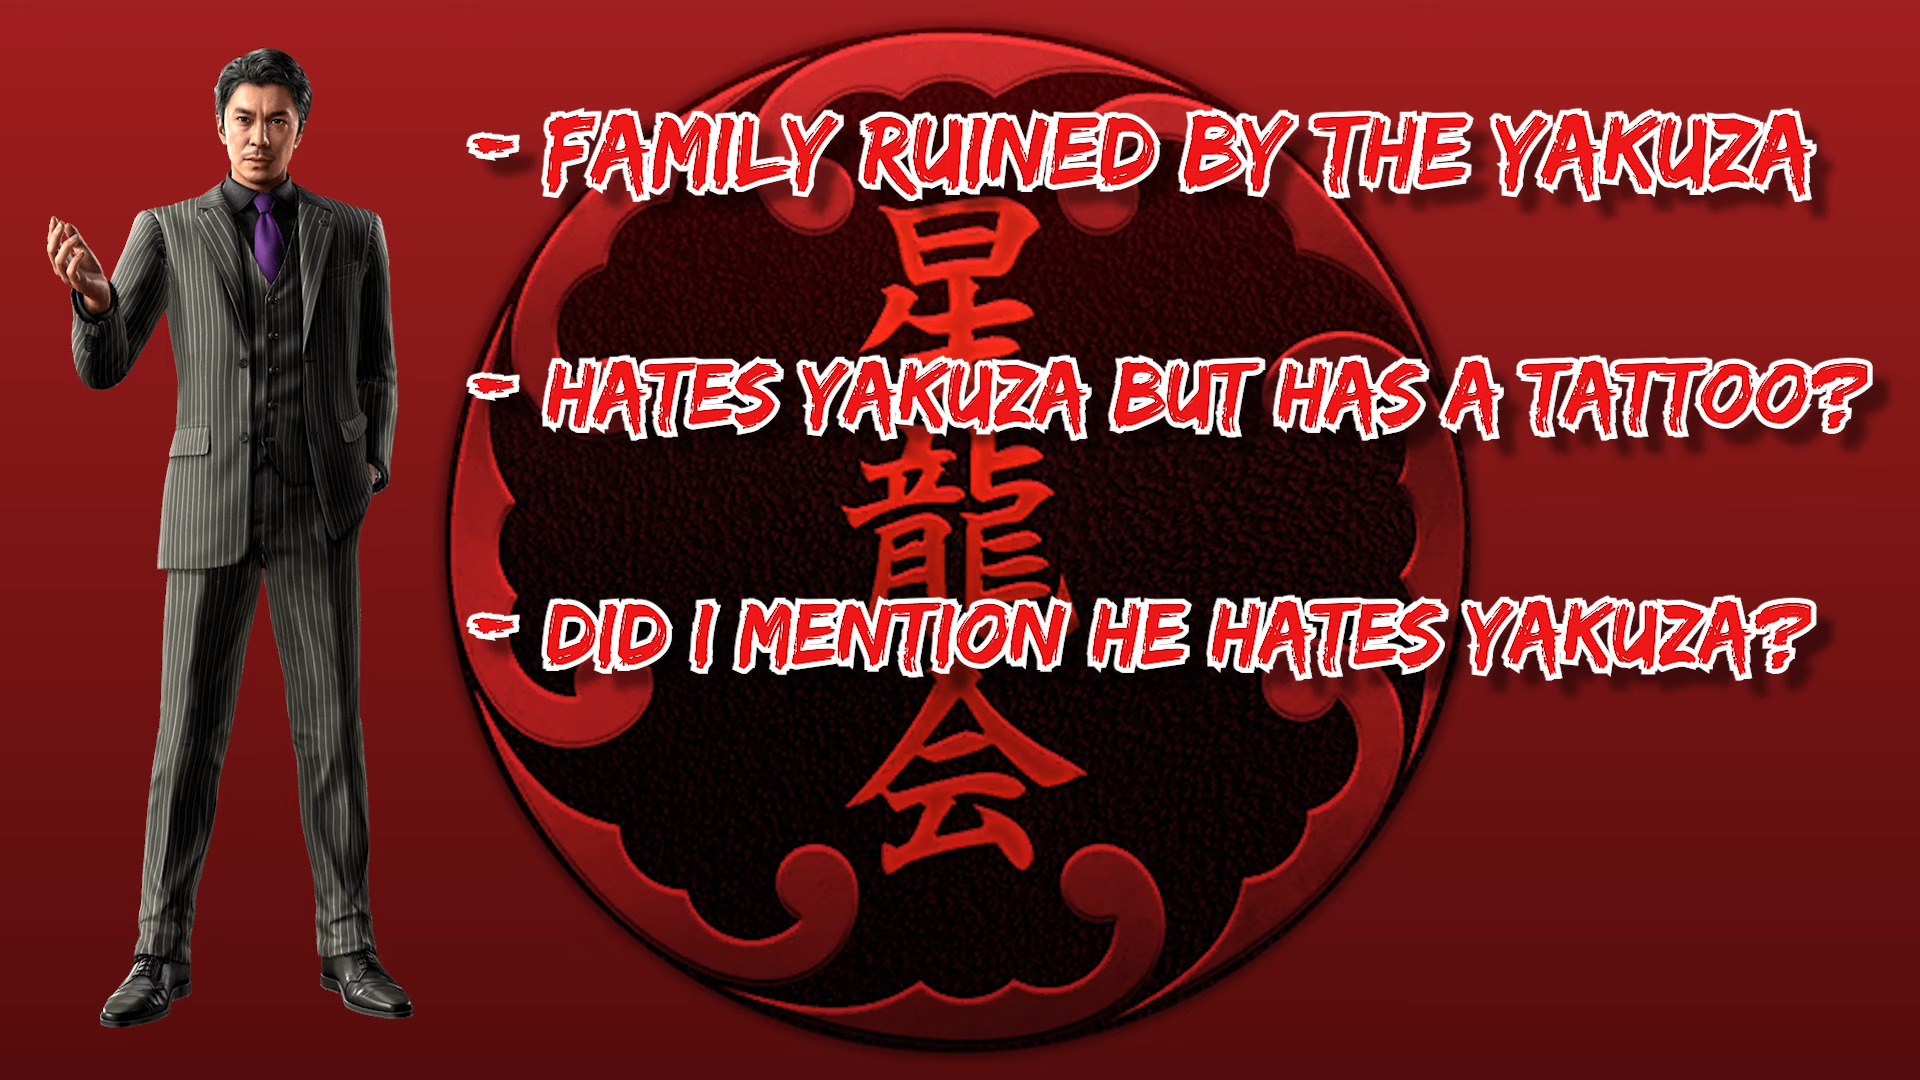 - FAMILY RUINED BY THE YAKUZA
- HATES YAKUZA BUT HAS A TATTOO?
- DID I MENTION HE HATES YAKUZA?
星龍会